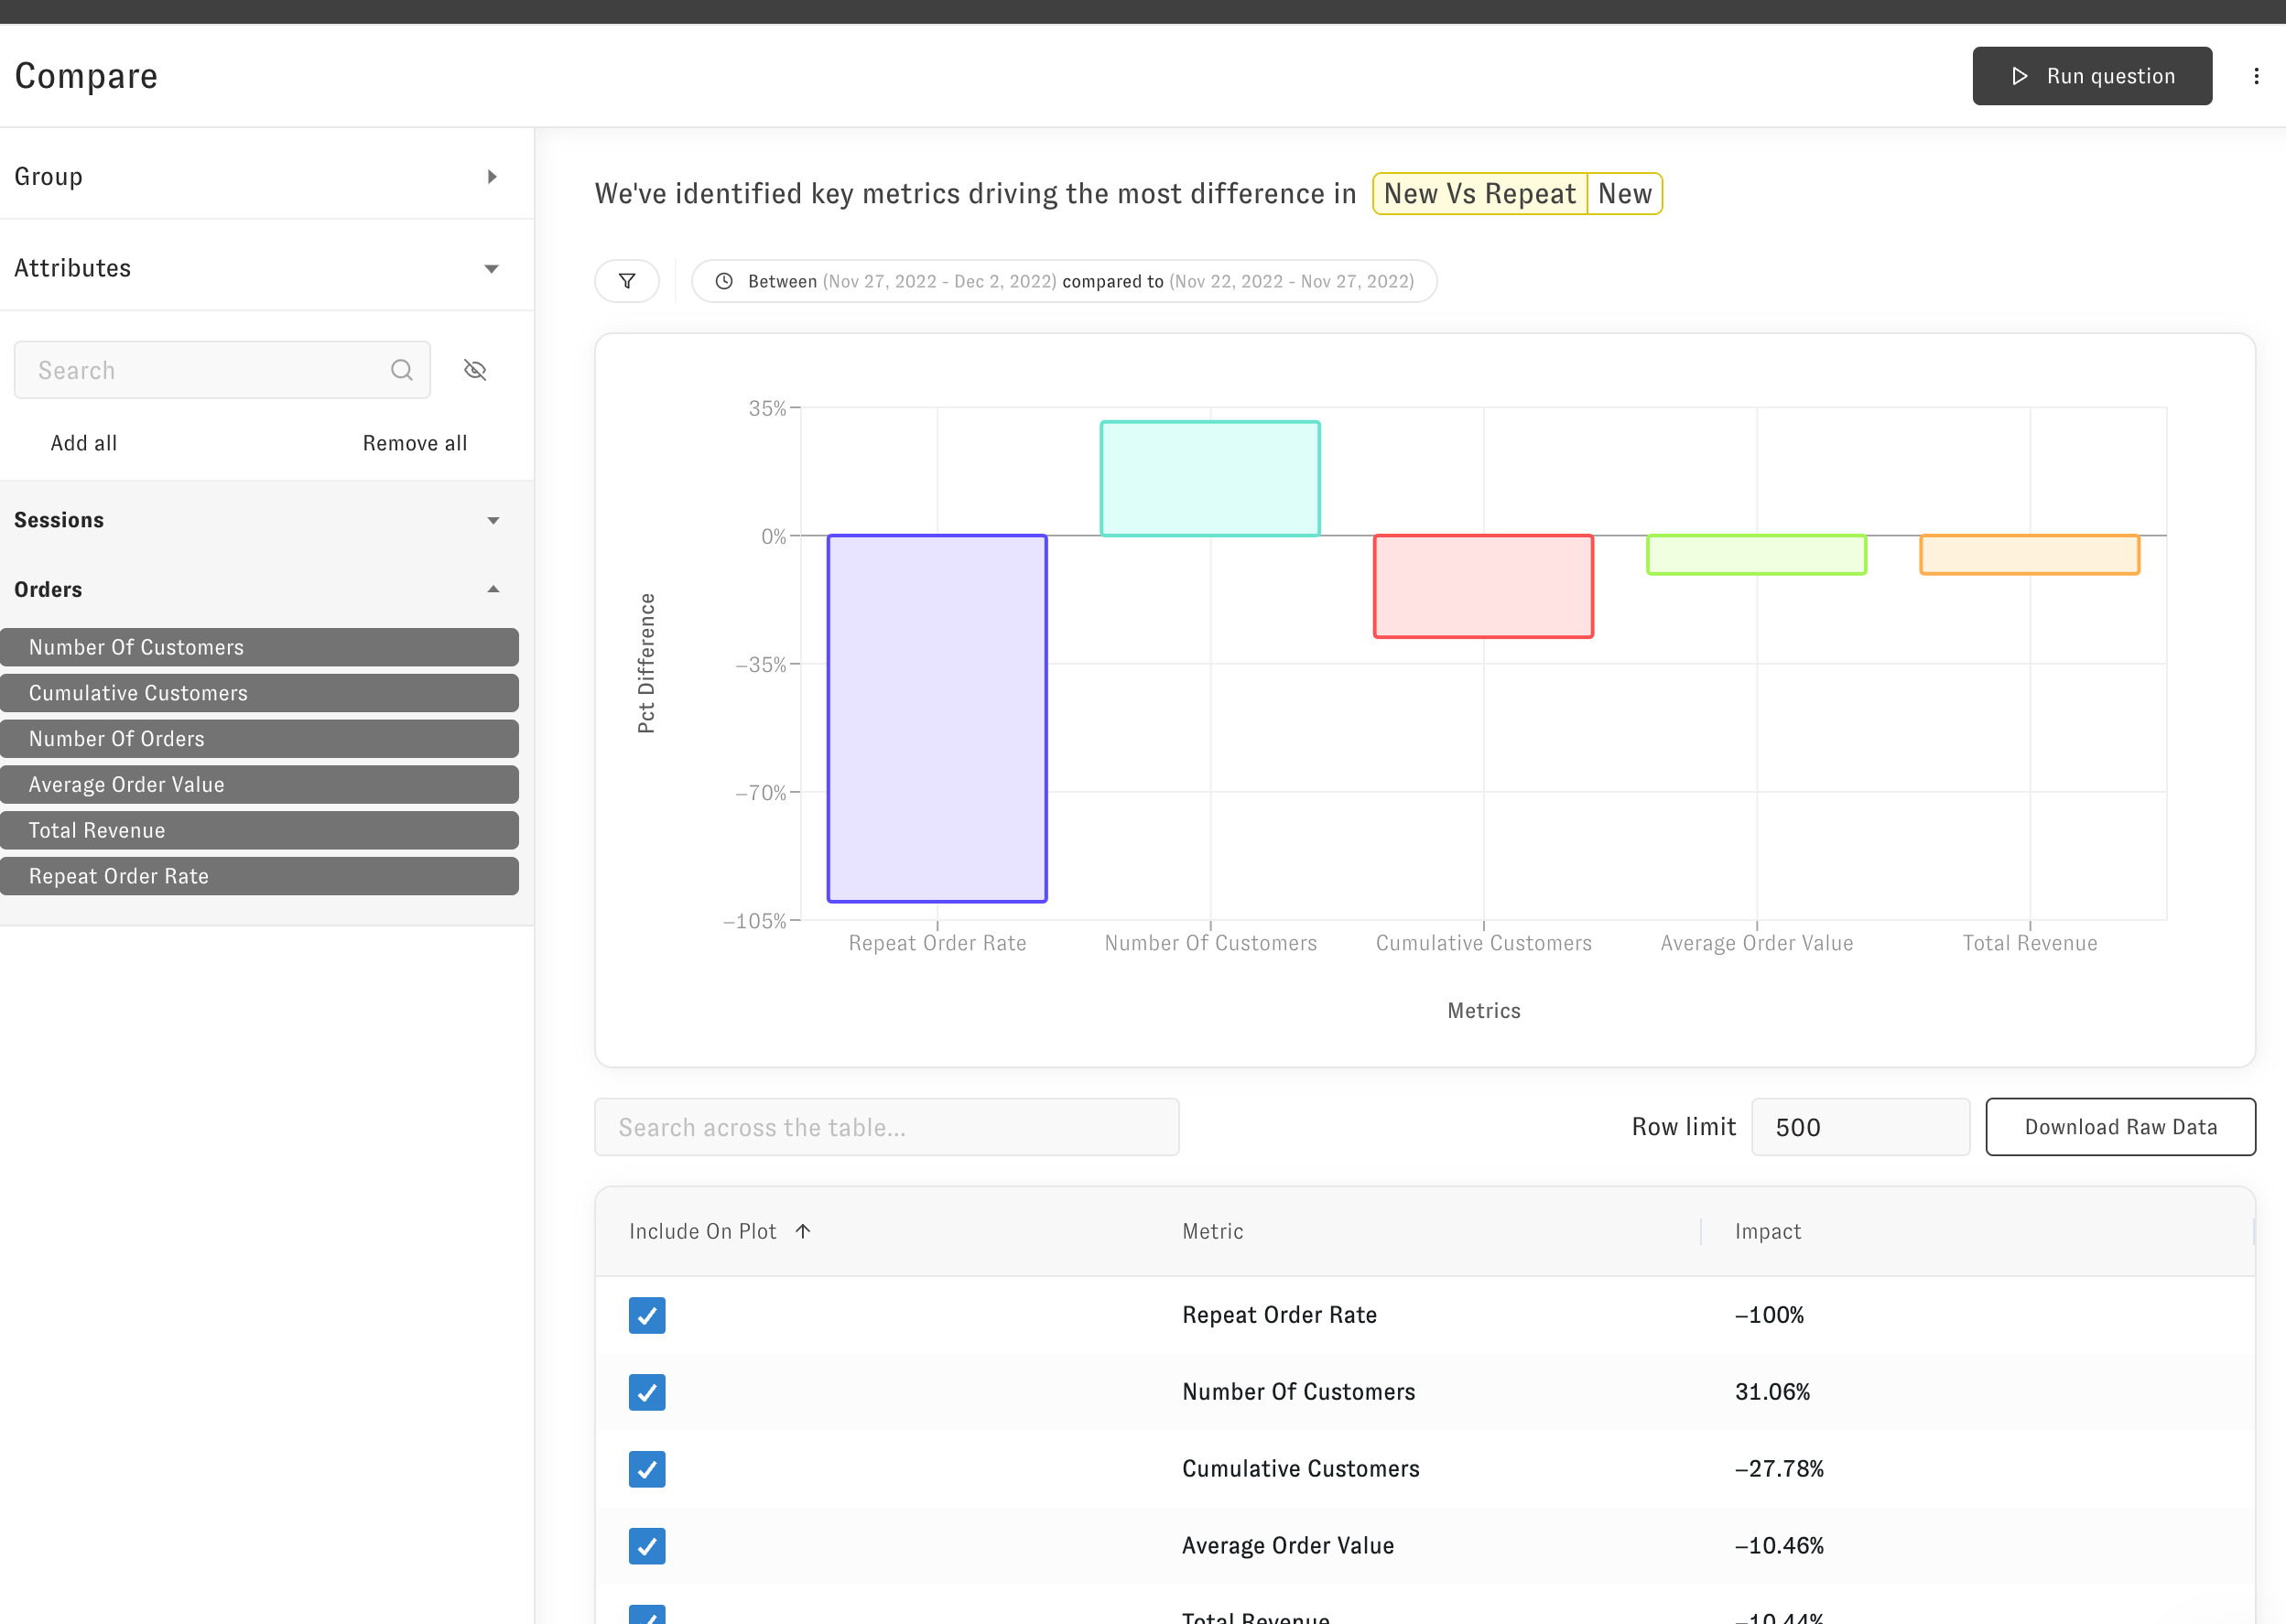 Compare
Run question
Group
Attributes
Search
Add all
Remove all
Sessions
Orders
Number Of Customers
Cumulative Customers
Number Of Orders
Average Order Value
Total Revenue
Repeat Order Rate
We've identified key metrics driving the most difference in New Vs Repeat New
Between (Nov 27, 2022 - Dec 2, 2022) compared to (Nov 22, 2022 - Nov 27, 2022)
Pct Difference
35%
0%
–35%
–70%
–105%
Repeat Order Rate
Number Of Customers
Cumulative Customers
Average Order Value
Total Revenue
Metrics
Search across the table...
Row limit
500
Download Raw Data
Include On Plot Metric Impact
Repeat Order Rate –100%
Number Of Customers 31.06%
Cumulative Customers –27.78%
Average Order Value –10.46%
Total Revenue –10.44%